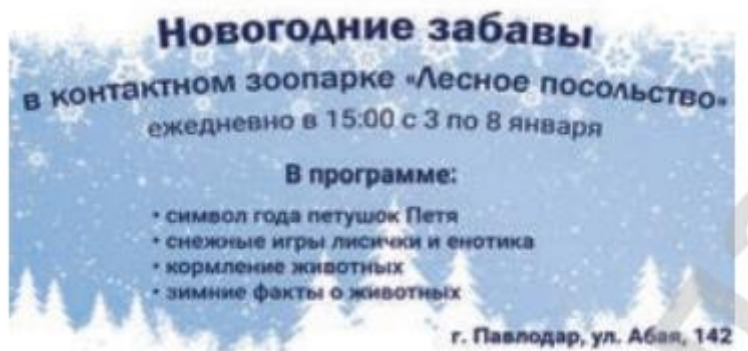 Новогодние забавы
в контактном зоопарке «Лесное посольство»
ежедневно в 15:00 с 3 по 8 января
В программе:
• символ года петушок Петя
• снежные игры лисички и енотика
• кормление животных
• зимние факты о животных
г. Павлодар, ул. Абая, 142